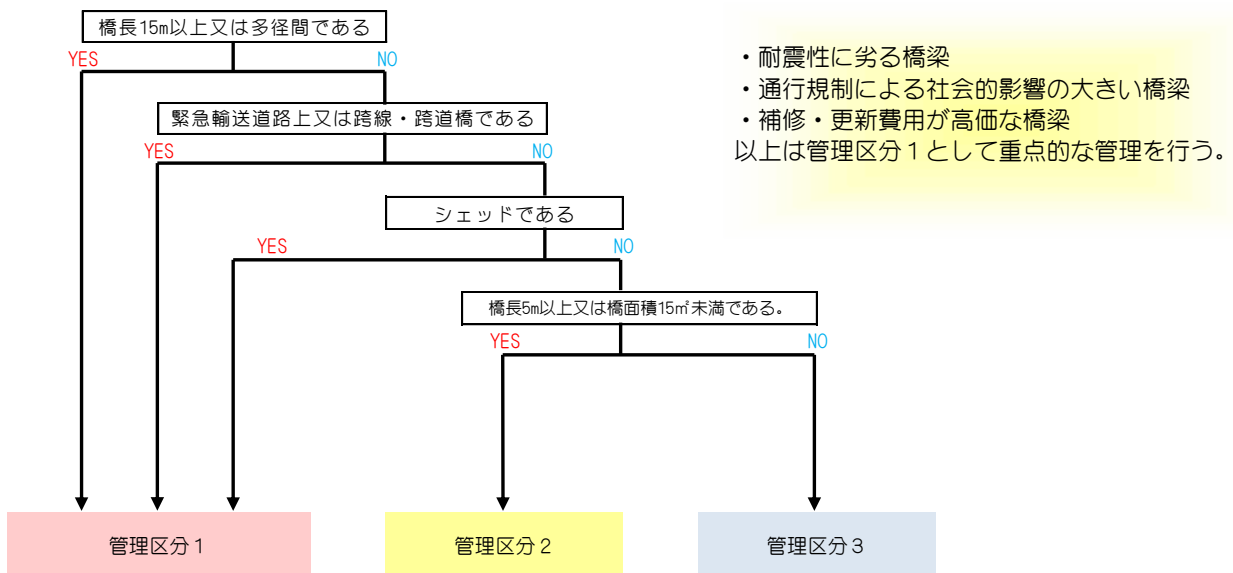 橋長15m以上又は多径間である
YES
NO
・耐震性に劣る橋梁
・通行規制による社会的影響の大きい橋梁
・補修・更新費用が高価な橋梁
以上は管理区分１として重点的な管理を行う。
緊急輸送道路上又は跨線・跨道橋である
YES
NO
シェッドである
YES
NO
橋長5m以上又は橋面積15㎡未満である。
YES
NO
管理区分１
管理区分２
管理区分３